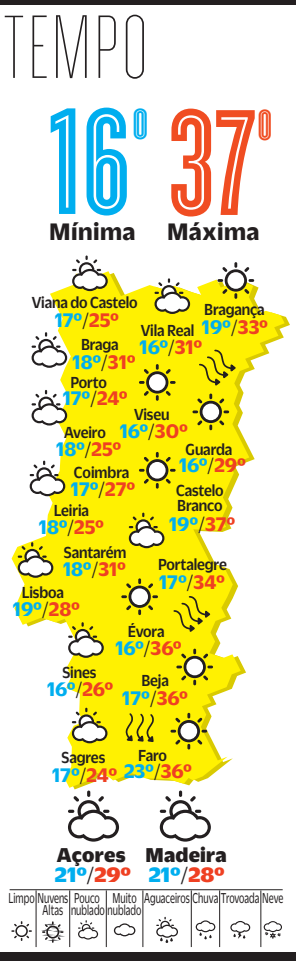 TEMPO
16º 37º
Mínima Máxima
Viana do Castelo
17º/25º
Bragança
19º/33º
Vila Real
16º/31º
Braga
18º/31º
Porto
17º/24º
Viseu
16º/30º
Aveiro
18º/25º
Guarda
16º/29º
Coimbra
17º/27º
Castelo
Branco
19º/37º
Leiria
18º/25º
Santarém
18º/31º
Portalegre
17º/34º
Lisboa
19º/28º
Évora
16º/36º
Sines
16º/26º
Beja
17º/36º
Sagres
17º/24º
Faro
23º/36º
Açores Madeira
21º/29º 21º/28º
Limpo Nuvens Altas Pouco nublado Muito nublado Aguaceiros Chuva Trovoada Neve